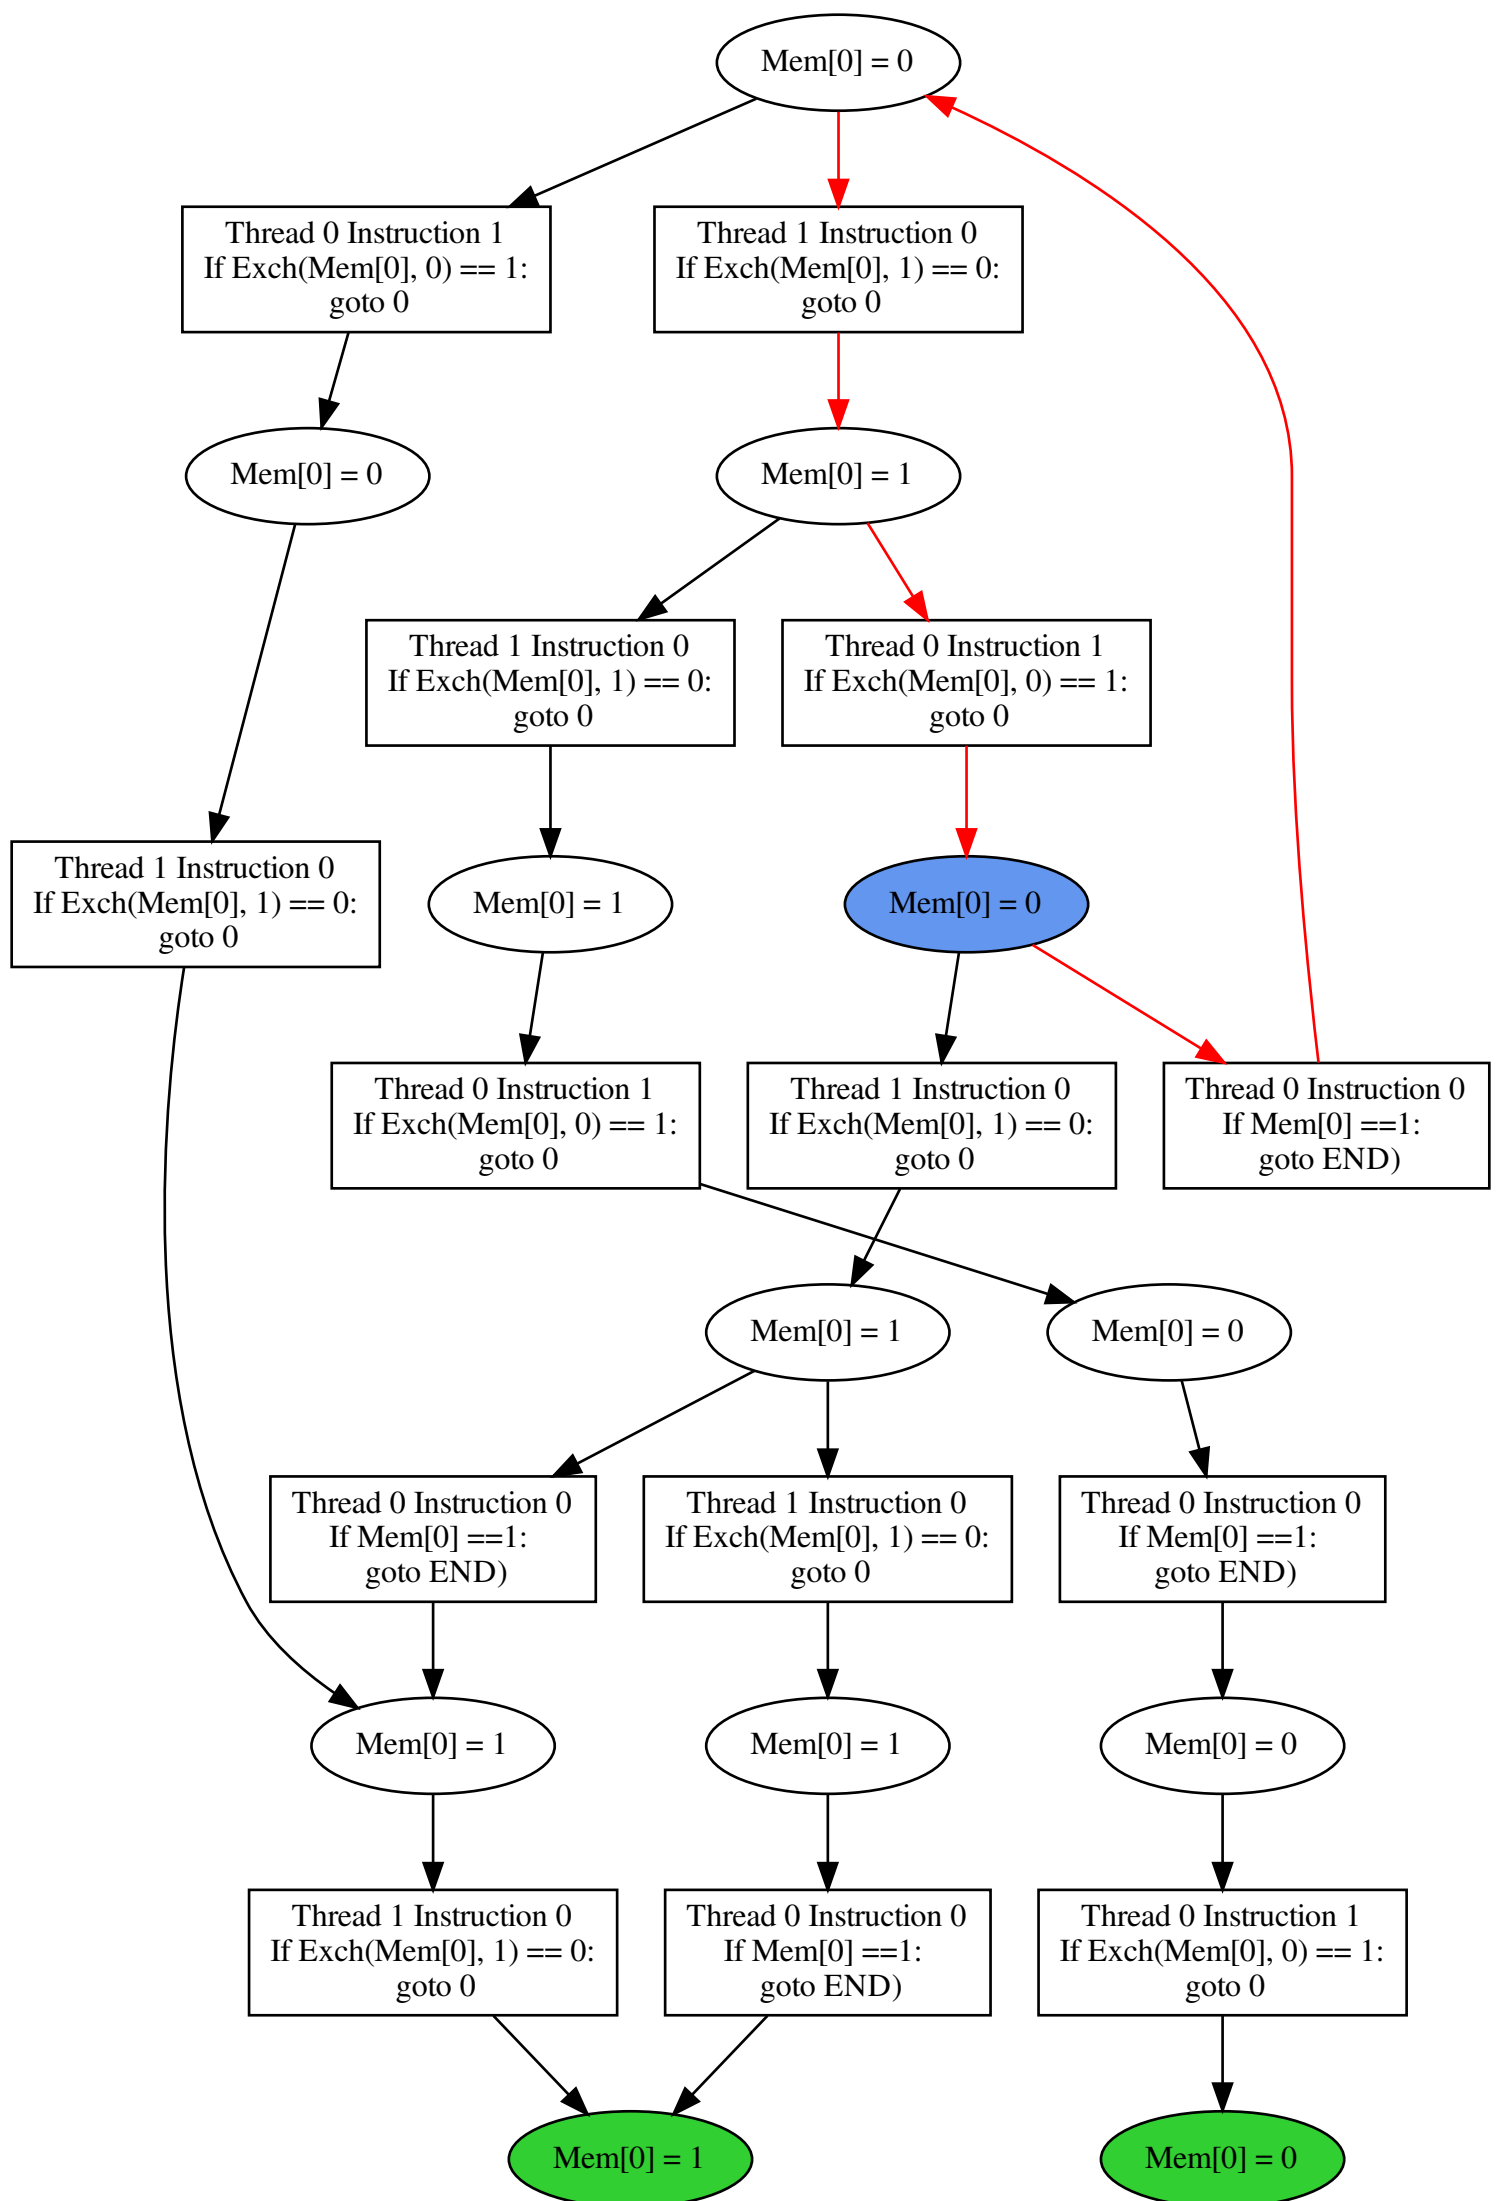 Mem[0] = 0
Thread 0 Instruction 1
If Exch(Mem[0], 0) == 1:
goto 0
Thread 1 Instruction 0
If Exch(Mem[0], 1) == 0:
goto 0
Mem[0] = 0
Mem[0] = 1
Thread 1 Instruction 0
If Exch(Mem[0], 1) == 0:
goto 0
Thread 0 Instruction 1
If Exch(Mem[0], 0) == 1:
goto 0
Thread 1 Instruction 0
If Exch(Mem[0], 1) == 0:
goto 0
Mem[0] = 1
Mem[0] = 0
Thread 0 Instruction 1
If Exch(Mem[0], 0) == 1:
goto 0
Thread 1 Instruction 0
If Exch(Mem[0], 1) == 0:
goto 0
Thread 0 Instruction 0
If Mem[0] ==1:
goto END)
Mem[0] = 1
Mem[0] = 0
Thread 0 Instruction 0
If Mem[0] ==1:
goto END)
Thread 1 Instruction 0
If Exch(Mem[0], 1) == 0:
goto 0
Thread 0 Instruction 0
If Mem[0] ==1:
goto END)
Mem[0] = 1
Mem[0] = 1
Mem[0] = 0
Thread 1 Instruction 0
If Exch(Mem[0], 1) == 0:
goto 0
Thread 0 Instruction 0
If Mem[0] ==1:
goto END)
Thread 0 Instruction 1
If Exch(Mem[0], 0) == 1:
goto 0
Mem[0] = 1
Mem[0] = 0